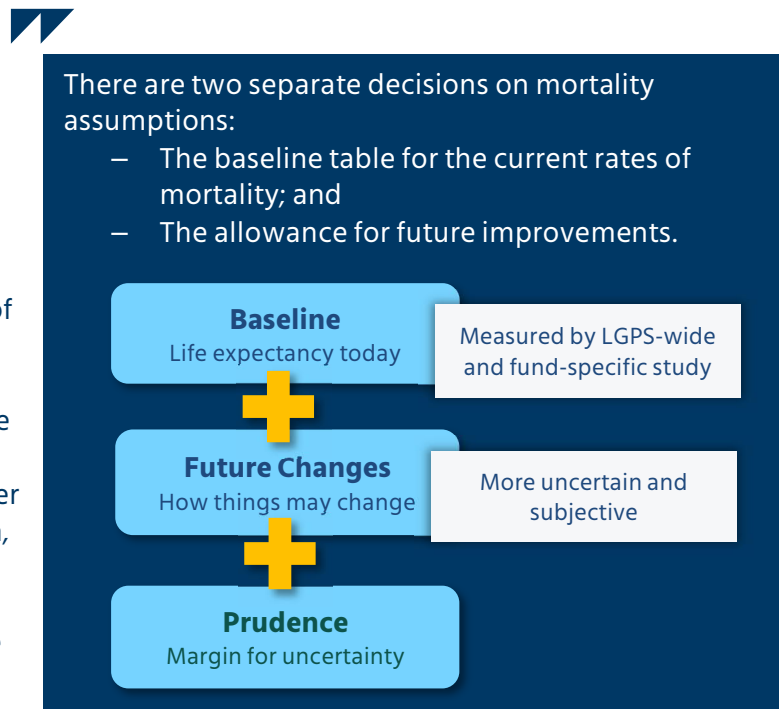 There are two separate decisions on mortality
assumptions:
– The baseline table for the current rates of
mortality; and
– The allowance for future improvements.
Baseline
Life expectancy today
Measured by LGPS-wide
and fund-specific study
Future Changes
How things may change
More uncertain and
subjective
Prudence
Margin for uncertainty